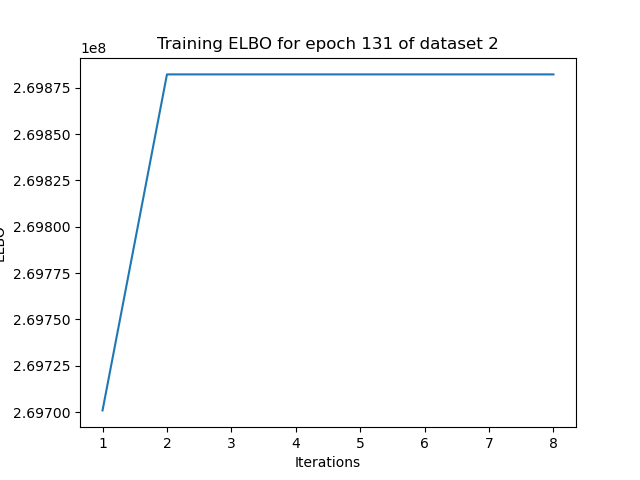 Training ELBO for epoch 131 of dataset 2
1e8
2.69875
2.69850
2.69825
2.69800
2.69775
2.69750
2.69725
2.69700
ELBO
1 2 3 4 5 6 7 8
Iterations